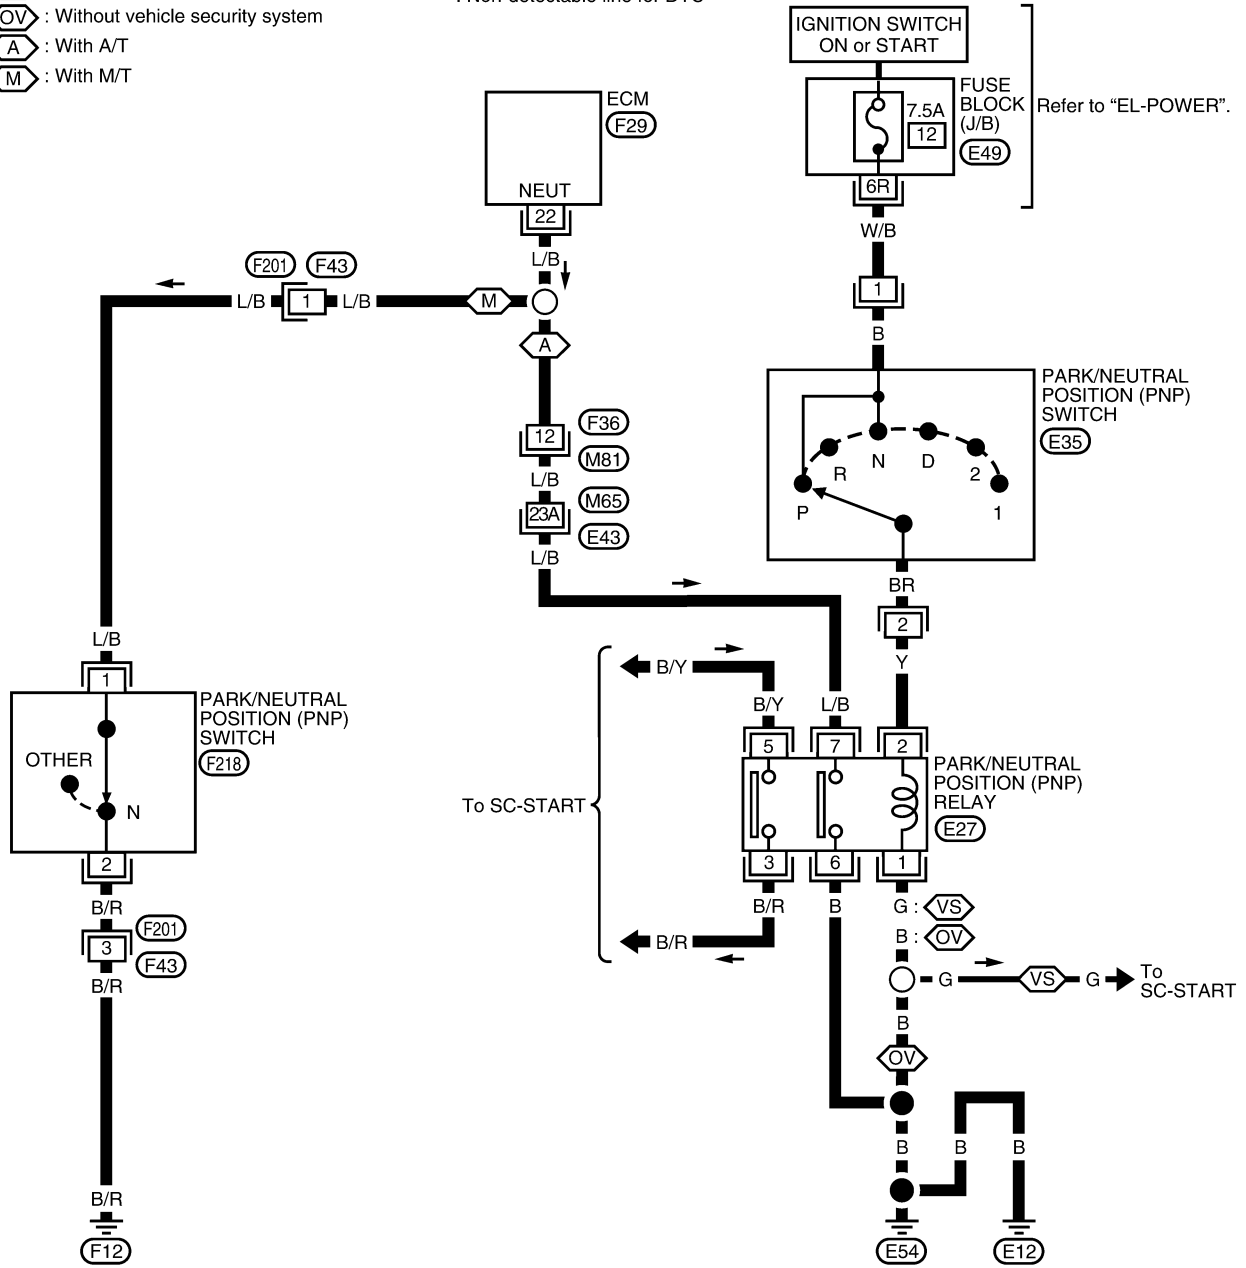 OV : Without vehicle security system
A : With A/T
M : With M/T
IGNITION SWITCH
ON or START
FUSE
BLOCK
(J/B)
E49
7.5A
12
Refer to “EL-POWER”.
6R
W/B
1
B
ECM
F29
NEUT
22
L/B
F201 F43
L/B 1 L/B M
A
12
F36
M81
L/B
23A
M65
E43
L/B
PARK/NEUTRAL
POSITION (PNP)
SWITCH
E35
P R N D 2 1
BR
2
Y
L/B
1
PARK/NEUTRAL
POSITION (PNP)
SWITCH
F218
OTHER
N
2
B/R
3
F201
F43
B/R
B/R
F12
To SC-START
B/Y
B/Y L/B
5 7 2
PARK/NEUTRAL
POSITION (PNP)
RELAY
E27
3 6 1
B/R B G : VS
B : OV
B/R
G VS G To
SC-START
B
OV
B B B
E54 E12